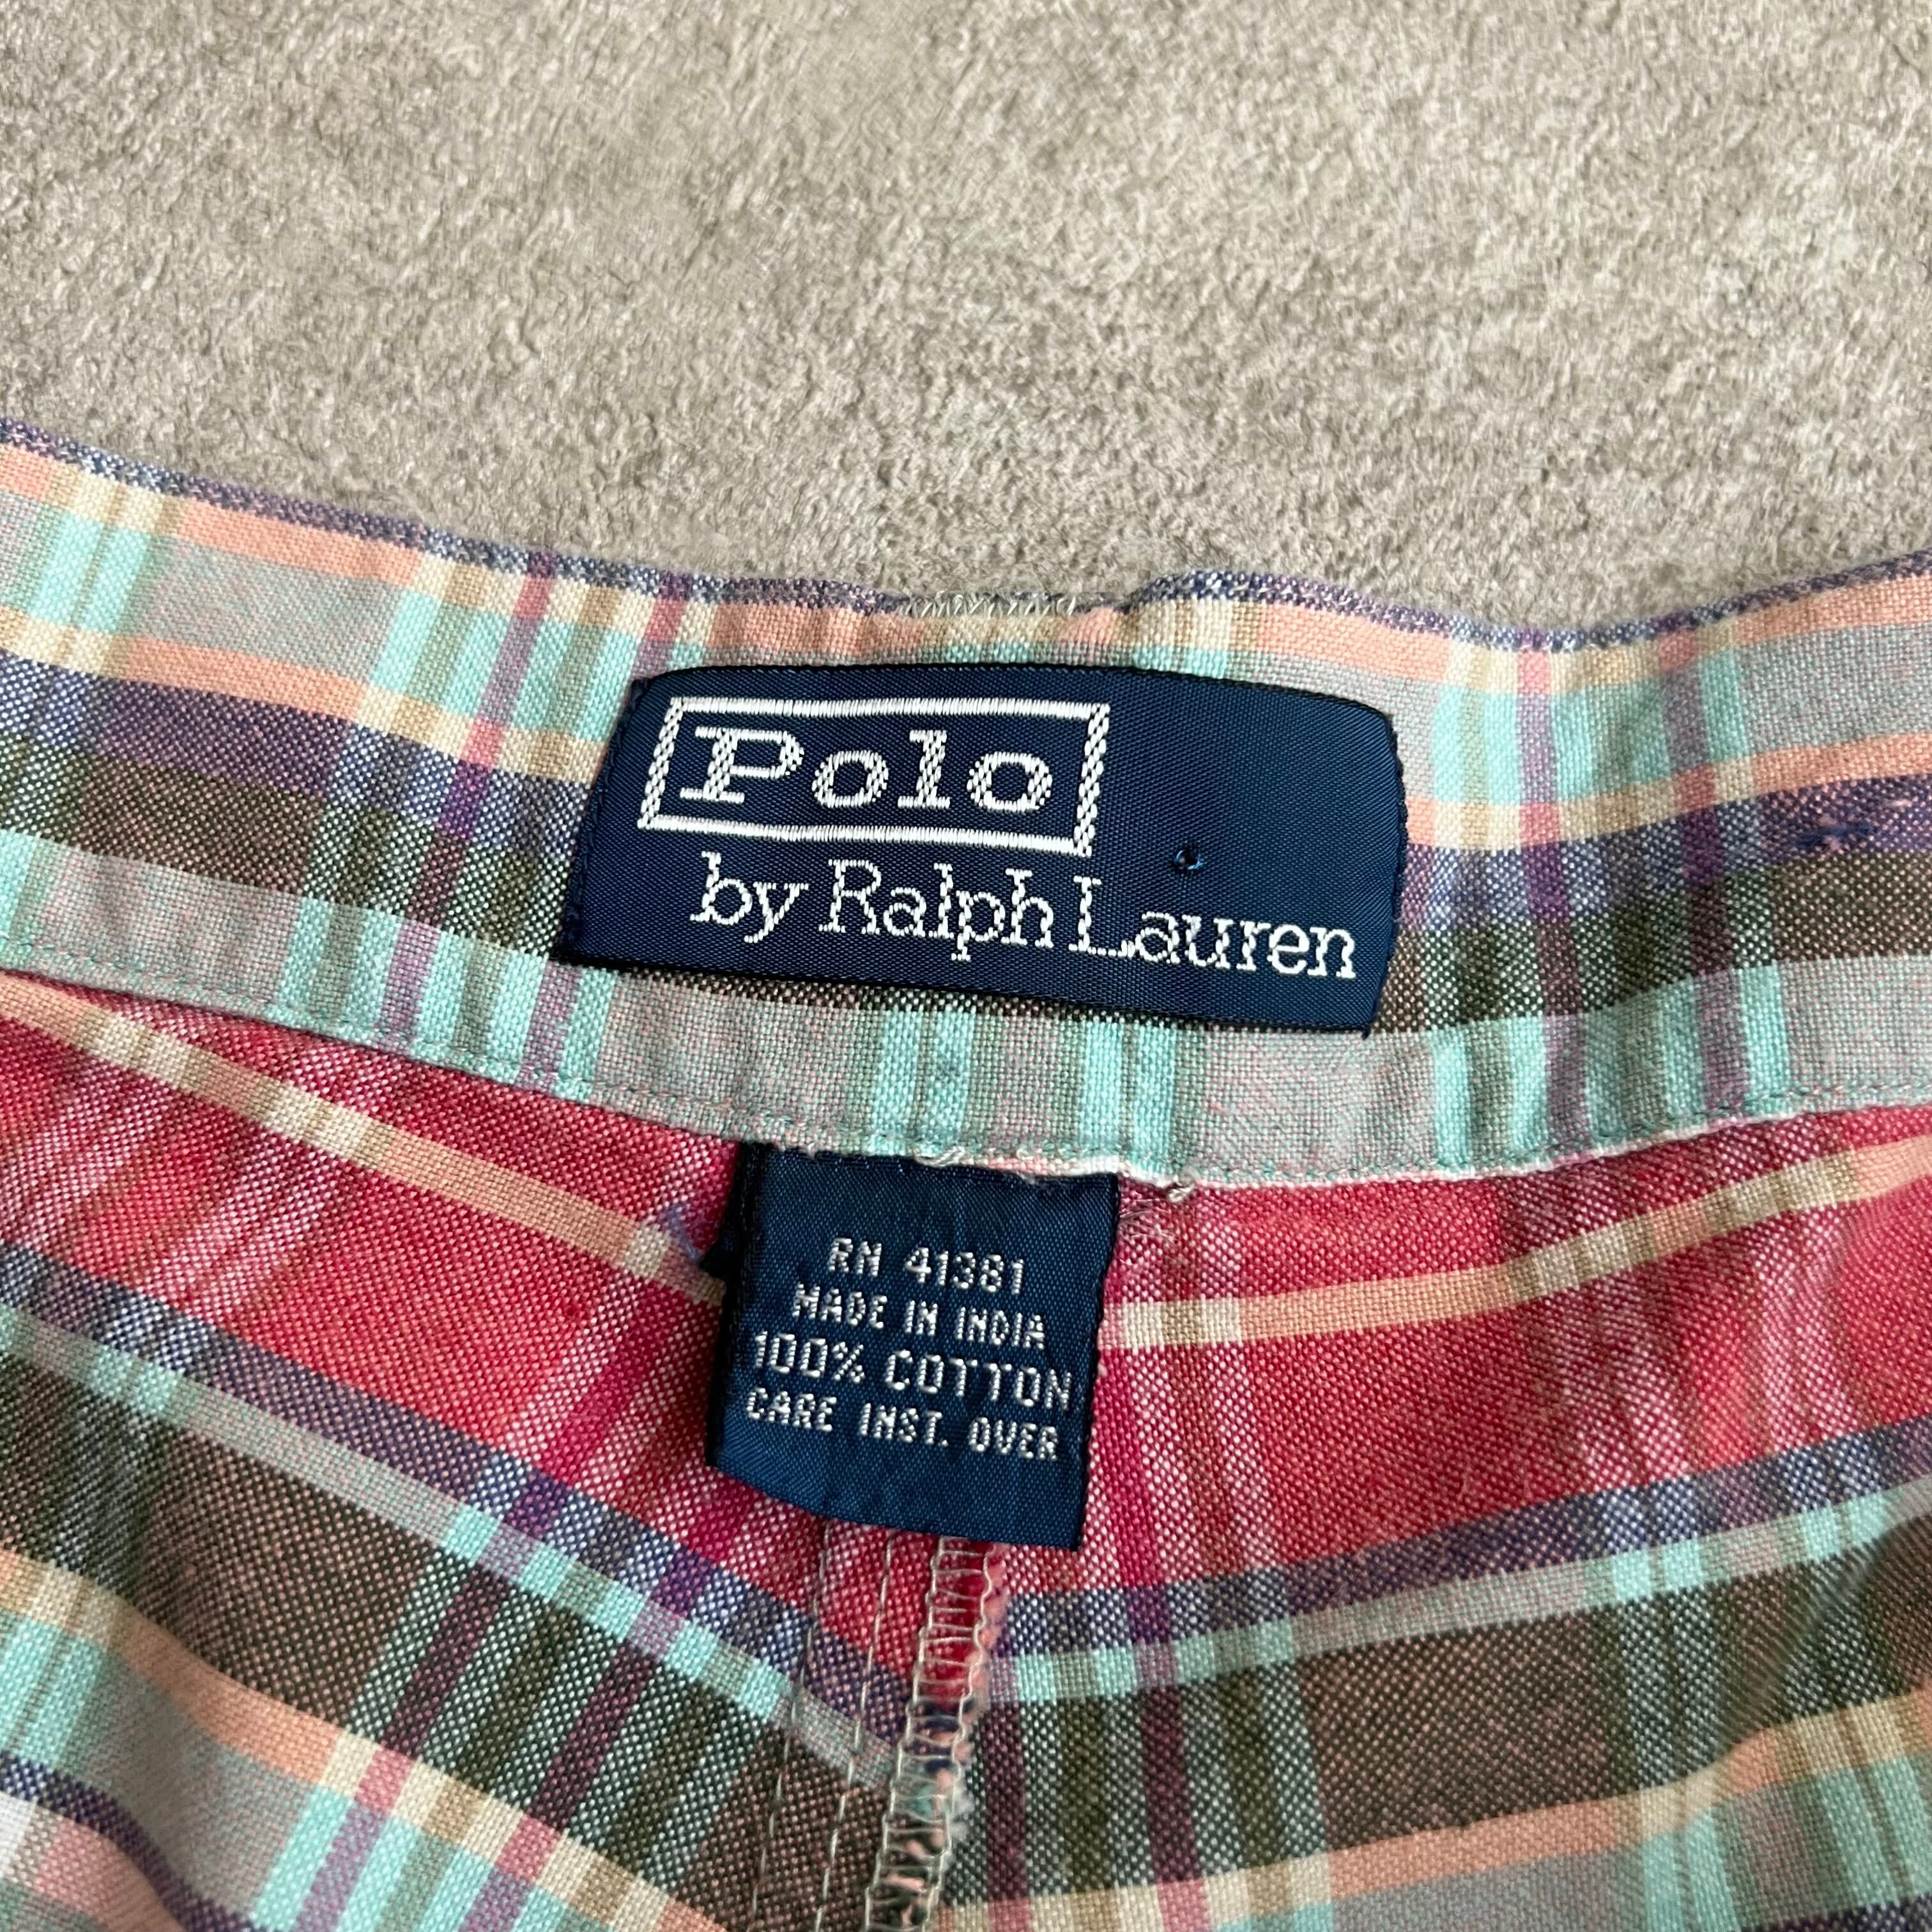 Polo
by Ralph Lauren
RN 41381
MADE IN INDIA
100% COTTON
CARE INST. OVER